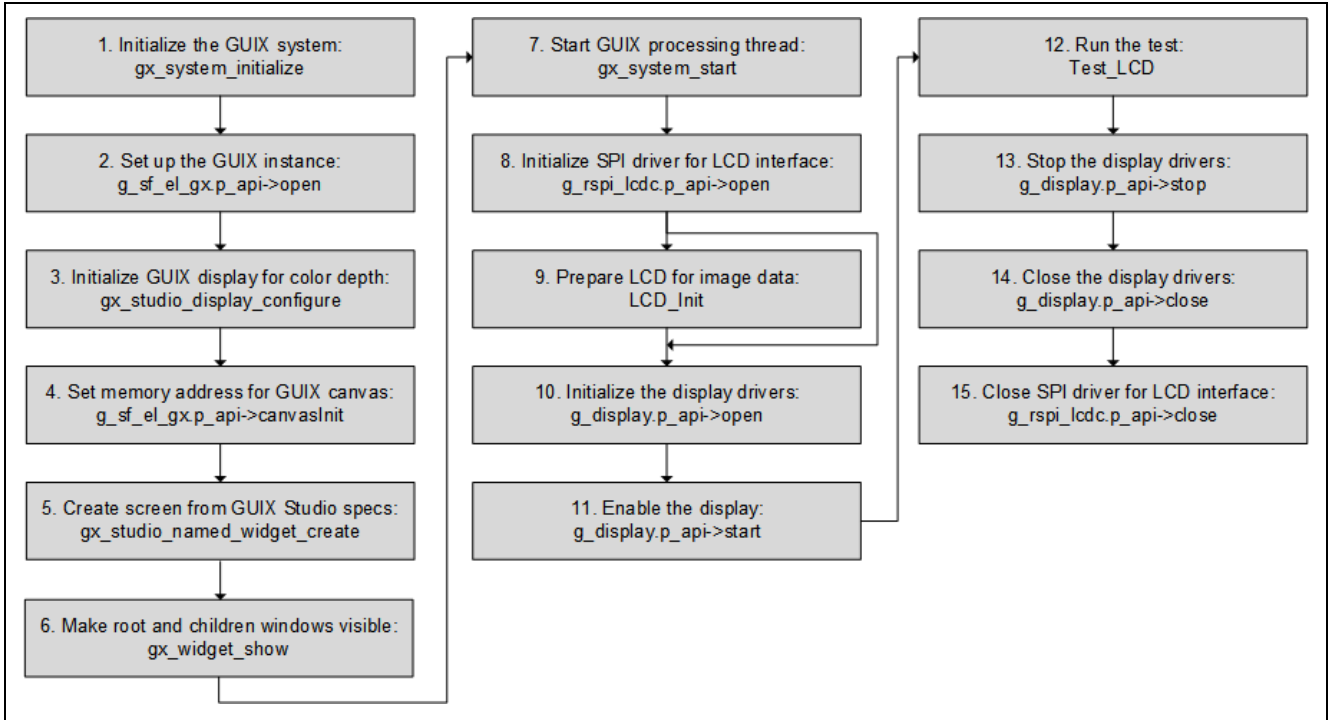 1. Initialize the GUIX system:
gx_system_initialize
2. Set up the GUIX instance:
g_sf_el_gx.p_api->open
3. Initialize GUIX display for color depth:
gx_studio_display_configure
4. Set memory address for GUIX canvas:
g_sf_el_gx.p_api->canvasInit
5. Create screen from GUIX Studio specs:
gx_studio_named_widget_create
6. Make root and children windows visible:
gx_widget_show
7. Start GUIX processing thread:
gx_system_start
8. Initialize SPI driver for LCD interface:
g_rspi_lcdc.p_api->open
9. Prepare LCD for image data:
LCD_Init
10. Initialize the display drivers:
g_display.p_api->open
11. Enable the display:
g_display.p_api->start
12. Run the test:
Test_LCD
13. Stop the display drivers:
g_display.p_api->stop
14. Close the display drivers:
g_display.p_api->close
15. Close SPI driver for LCD interface:
g_rspi_lcdc.p_api->close